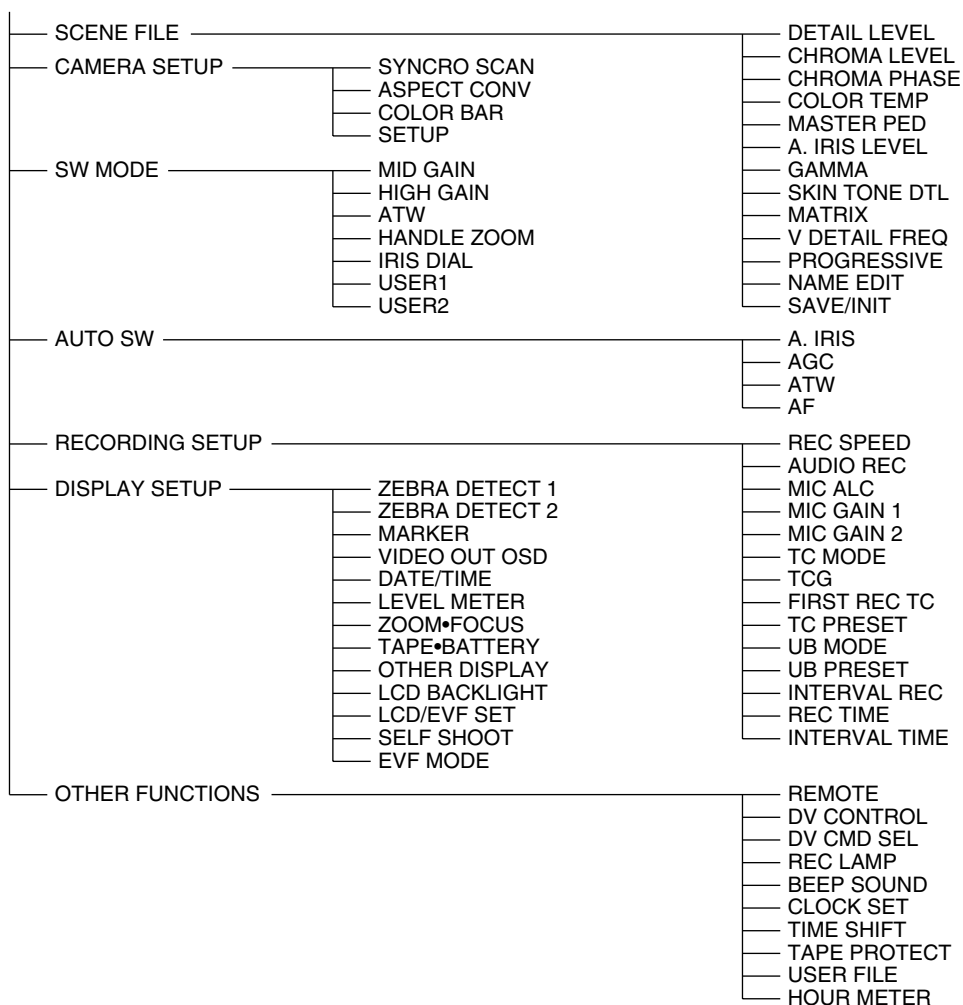 SCENE FILE
DETAIL LEVEL
CHROMA LEVEL
CHROMA PHASE
COLOR TEMP
MASTER PED
A. IRIS LEVEL
GAMMA
SKIN TONE DTL
MATRIX
V DETAIL FREQ
PROGRESSIVE
NAME EDIT
SAVE/INIT
CAMERA SETUP
SYNCRO SCAN
ASPECT CONV
COLOR BAR
SETUP
SW MODE
MID GAIN
HIGH GAIN
ATW
HANDLE ZOOM
IRIS DIAL
USER1
USER2
AUTO SW
A. IRIS
AGC
ATW
AF
RECORDING SETUP
REC SPEED
AUDIO REC
MIC ALC
MIC GAIN 1
MIC GAIN 2
TC MODE
TCG
FIRST REC TC
TC PRESET
UB MODE
UB PRESET
INTERVAL REC
REC TIME
INTERVAL TIME
DISPLAY SETUP
ZEBRA DETECT 1
ZEBRA DETECT 2
MARKER
VIDEO OUT OSD
DATE/TIME
LEVEL METER
ZOOM•FOCUS
TAPE•BATTERY
OTHER DISPLAY
LCD BACKLIGHT
LCD/EVF SET
SELF SHOOT
EVF MODE
OTHER FUNCTIONS
REMOTE
DV CONTROL
DV CMD SEL
REC LAMP
BEEP SOUND
CLOCK SET
TIME SHIFT
TAPE PROTECT
USER FILE
HOUR METER